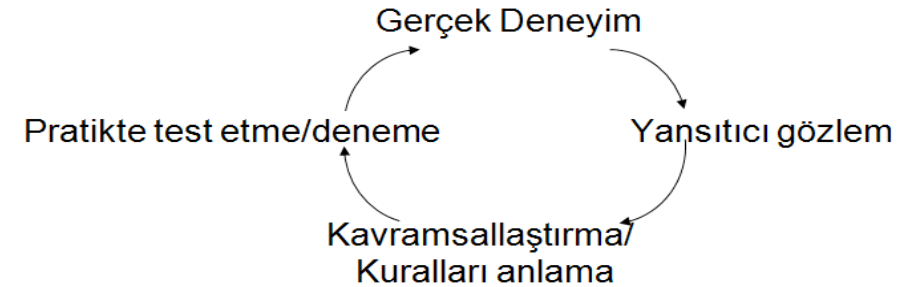 Gerçek Deneyim
Pratikte test etme/deneme
Yansıtıcı gözlem
Kavramsallaştırma/
Kuralları anlama